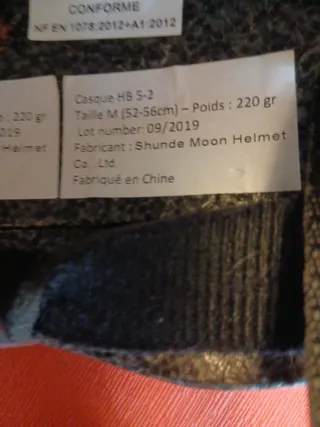 CONFORME
NF EN 1078:2012+A1:2012
: 220 gr
2019
Helmet
Casque HB 5-2
Taille M (52-56cm) – Poids : 220 gr
Lot number: 09/2019
Fabricant : Shunde Moon Helmet
Co. Ltd
Fabriqué en Chine